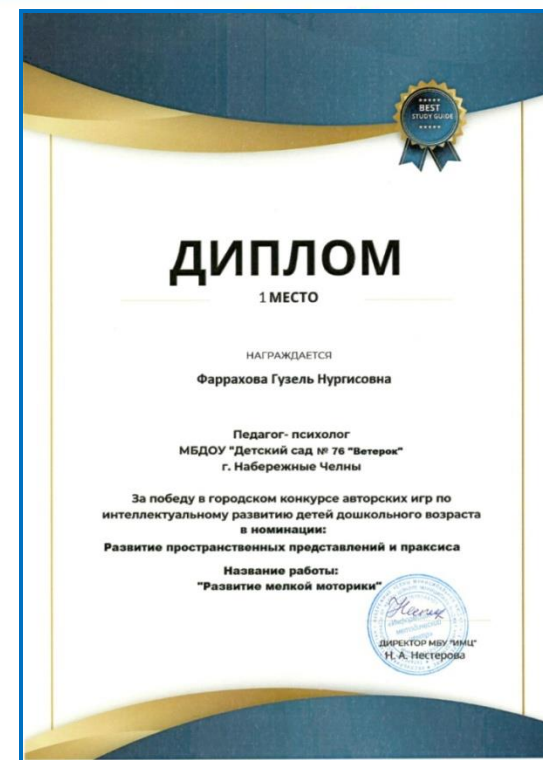 BEST
STUDY GUIDE
ДИПЛОМ
1 МЕСТО
НАГРАЖДАЕТСЯ
Фаррахова Гузель Нургисовна
Педагог- психолог
МБДОУ "Детский сад № 76 "Ветерок"
г. Набережные Челны
За победу в городском конкурсе авторских игр по
интеллектуальному развитию детей дошкольного возраста
в номинации:
Развитие пространственных представлений и праксиса
Название работы:
"Развитие мелкой моторики"
ДИРЕКТОР МБУ "ИМЦ"
Н. А. Нестерова